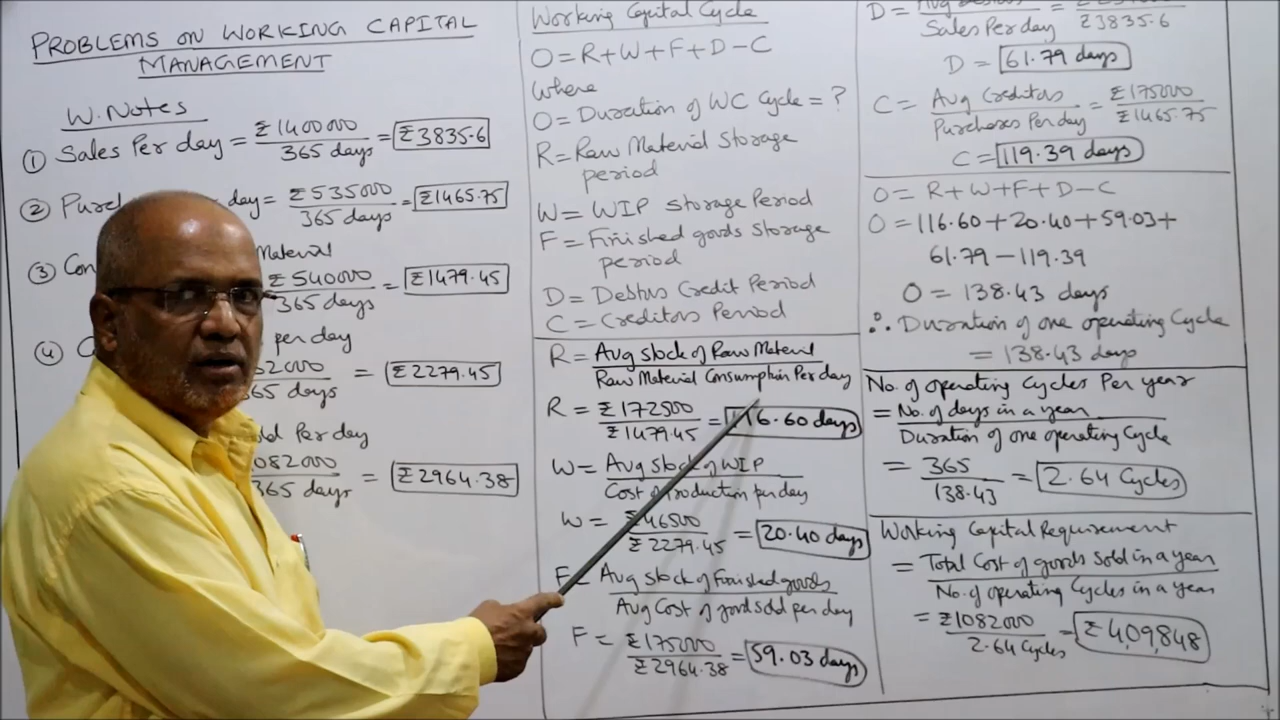 PROBLEMS ON WORKING CAPITAL
MANAGEMENT
W. Notes
① Sales Per day = ₹1400000 / 365 days = ₹3835.6
② day = ₹535000 / 365 days = ₹1465.75
③ Material
₹540000 / 365 days = ₹1479.45
④ per day
2000 / 365 days = ₹2279.45
Per day
082000 / 365 days = ₹2964.38
Working Capital Cycle
O = R+W+F+D-C
Where
O = Duration of WC Cycle = ?
R = Raw Material Storage
period
W = WIP Storage Period
F = Finished goods Storage
period
D = Debtors Credit Period
C = Creditors Period
R = Avg stock of Raw Material
Raw Material Consumption Per day
R = ₹172500 / ₹1479.45 = 116.60 days
W = Avg stock of WIP
Cost of production per day
W = ₹46500 / ₹2279.45 = 20.40 days
F = Avg stock of Finished goods
Avg Cost of goods sold per day
F = ₹175000 / ₹2964.38 = 59.03 days
D =
Sales Per day ₹3835.6
D = 61.79 days
C = Avg Creditors / Purchases Per day = ₹175000 / ₹1465.75
C = 119.39 days
O = R+W+F+D-C
O = 116.60+20.40+59.03+
61.79-119.39
O = 138.43 days
∴ Duration of one operating Cycle
= 138.43 days
No. of operating Cycles Per year
= No. of days in a year
Duration of one operating Cycle
= 365 / 138.43 = 2.64 Cycles
Working Capital Requirement
= Total Cost of goods sold in a year
No. of operating Cycles in a year
= ₹1082000 / 2.64 Cycles = ₹409,848